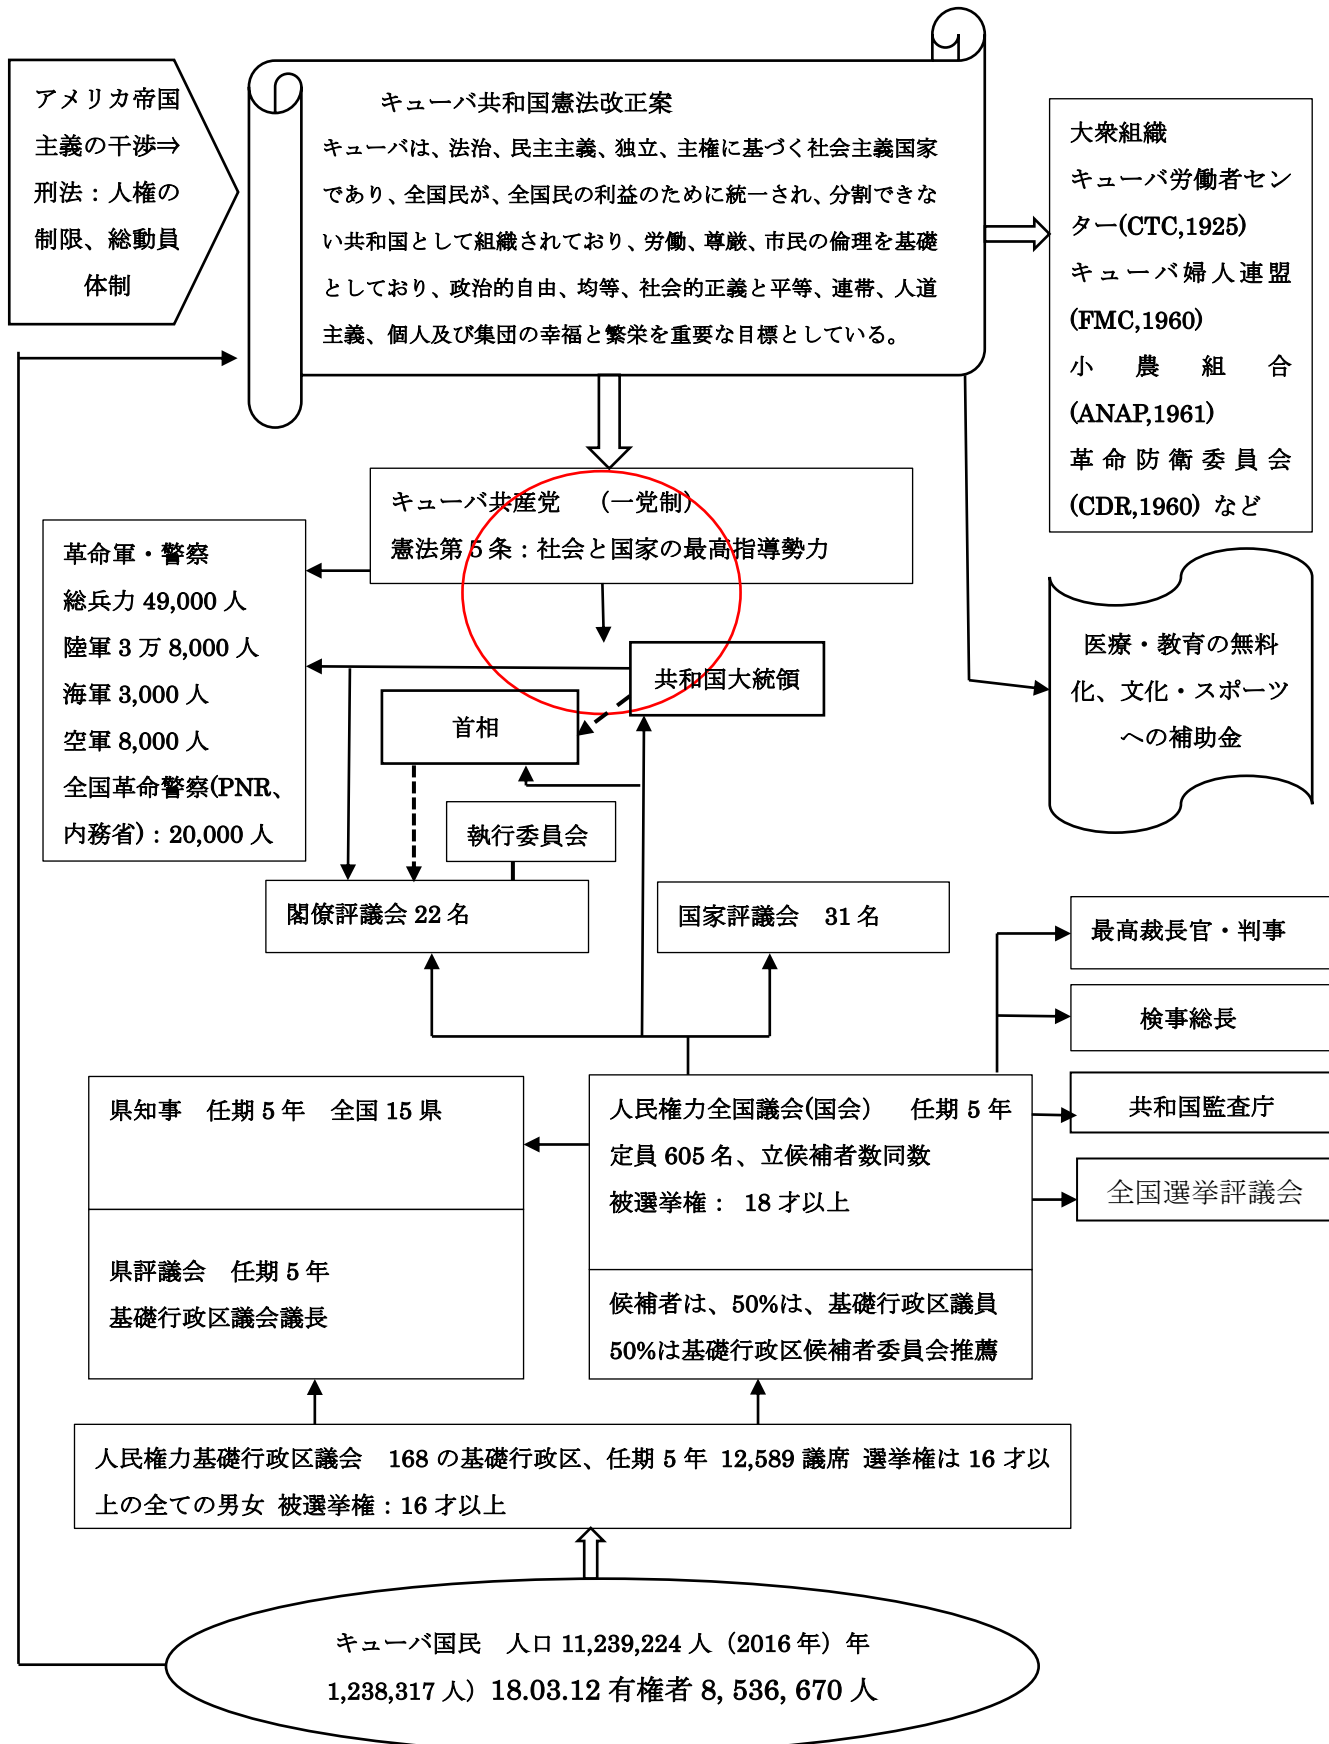 アメリカ帝国
主義の干渉⇒
刑法：人権の
制限、総動員
体制
キューバ共和国憲法改正案
キューバは、法治、民主主義、独立、主権に基づく社会主義国家
であり、全国民が、全国民の利益のために統一され、分割できな
い共和国として組織されており、労働、尊厳、市民の倫理を基礎
としており、政治的自由、均等、社会的正義と平等、連帯、人道
主義、個人及び集団の幸福と繁栄を重要な目標としている。
大衆組織
キューバ労働者セン
ター(CTC,1925)
キューバ婦人連盟
(FMC,1960)
小農組合
(ANAP,1961)
革命防衛委員会
(CDR,1960) など
キューバ共産党　（一党制）
憲法第5条：社会と国家の最高指導勢力
革命軍・警察
総兵力 49,000 人
陸軍 3 万 8,000 人
海軍 3,000 人
空軍 8,000 人
全国革命警察(PNR、
内務省)：20,000 人
医療・教育の無料
化、文化・スポーツ
への補助金
共和国大統領
首相
執行委員会
閣僚評議会 22 名
国家評議会　31 名
最高裁長官・判事
検事総長
共和国監査庁
全国選挙評議会
県知事　任期 5 年　全国 15 県
県評議会　任期 5 年
基礎行政区議会議長
人民権力全国議会(国会）　任期 5 年
定員 605 名、立候補者数同数
被選挙権： 18 才以上
候補者は、50%は、基礎行政区議員
50%は基礎行政区候補者委員会推薦
人民権力基礎行政区議会　168 の基礎行政区、任期 5 年 12,589 議席 選挙権は 16 才以
上の全ての男女 被選挙権：16 才以上
キューバ国民　人口 11,239,224 人（2016 年）年
1,238,317 人）18.03.12 有権者 8, 536, 670 人